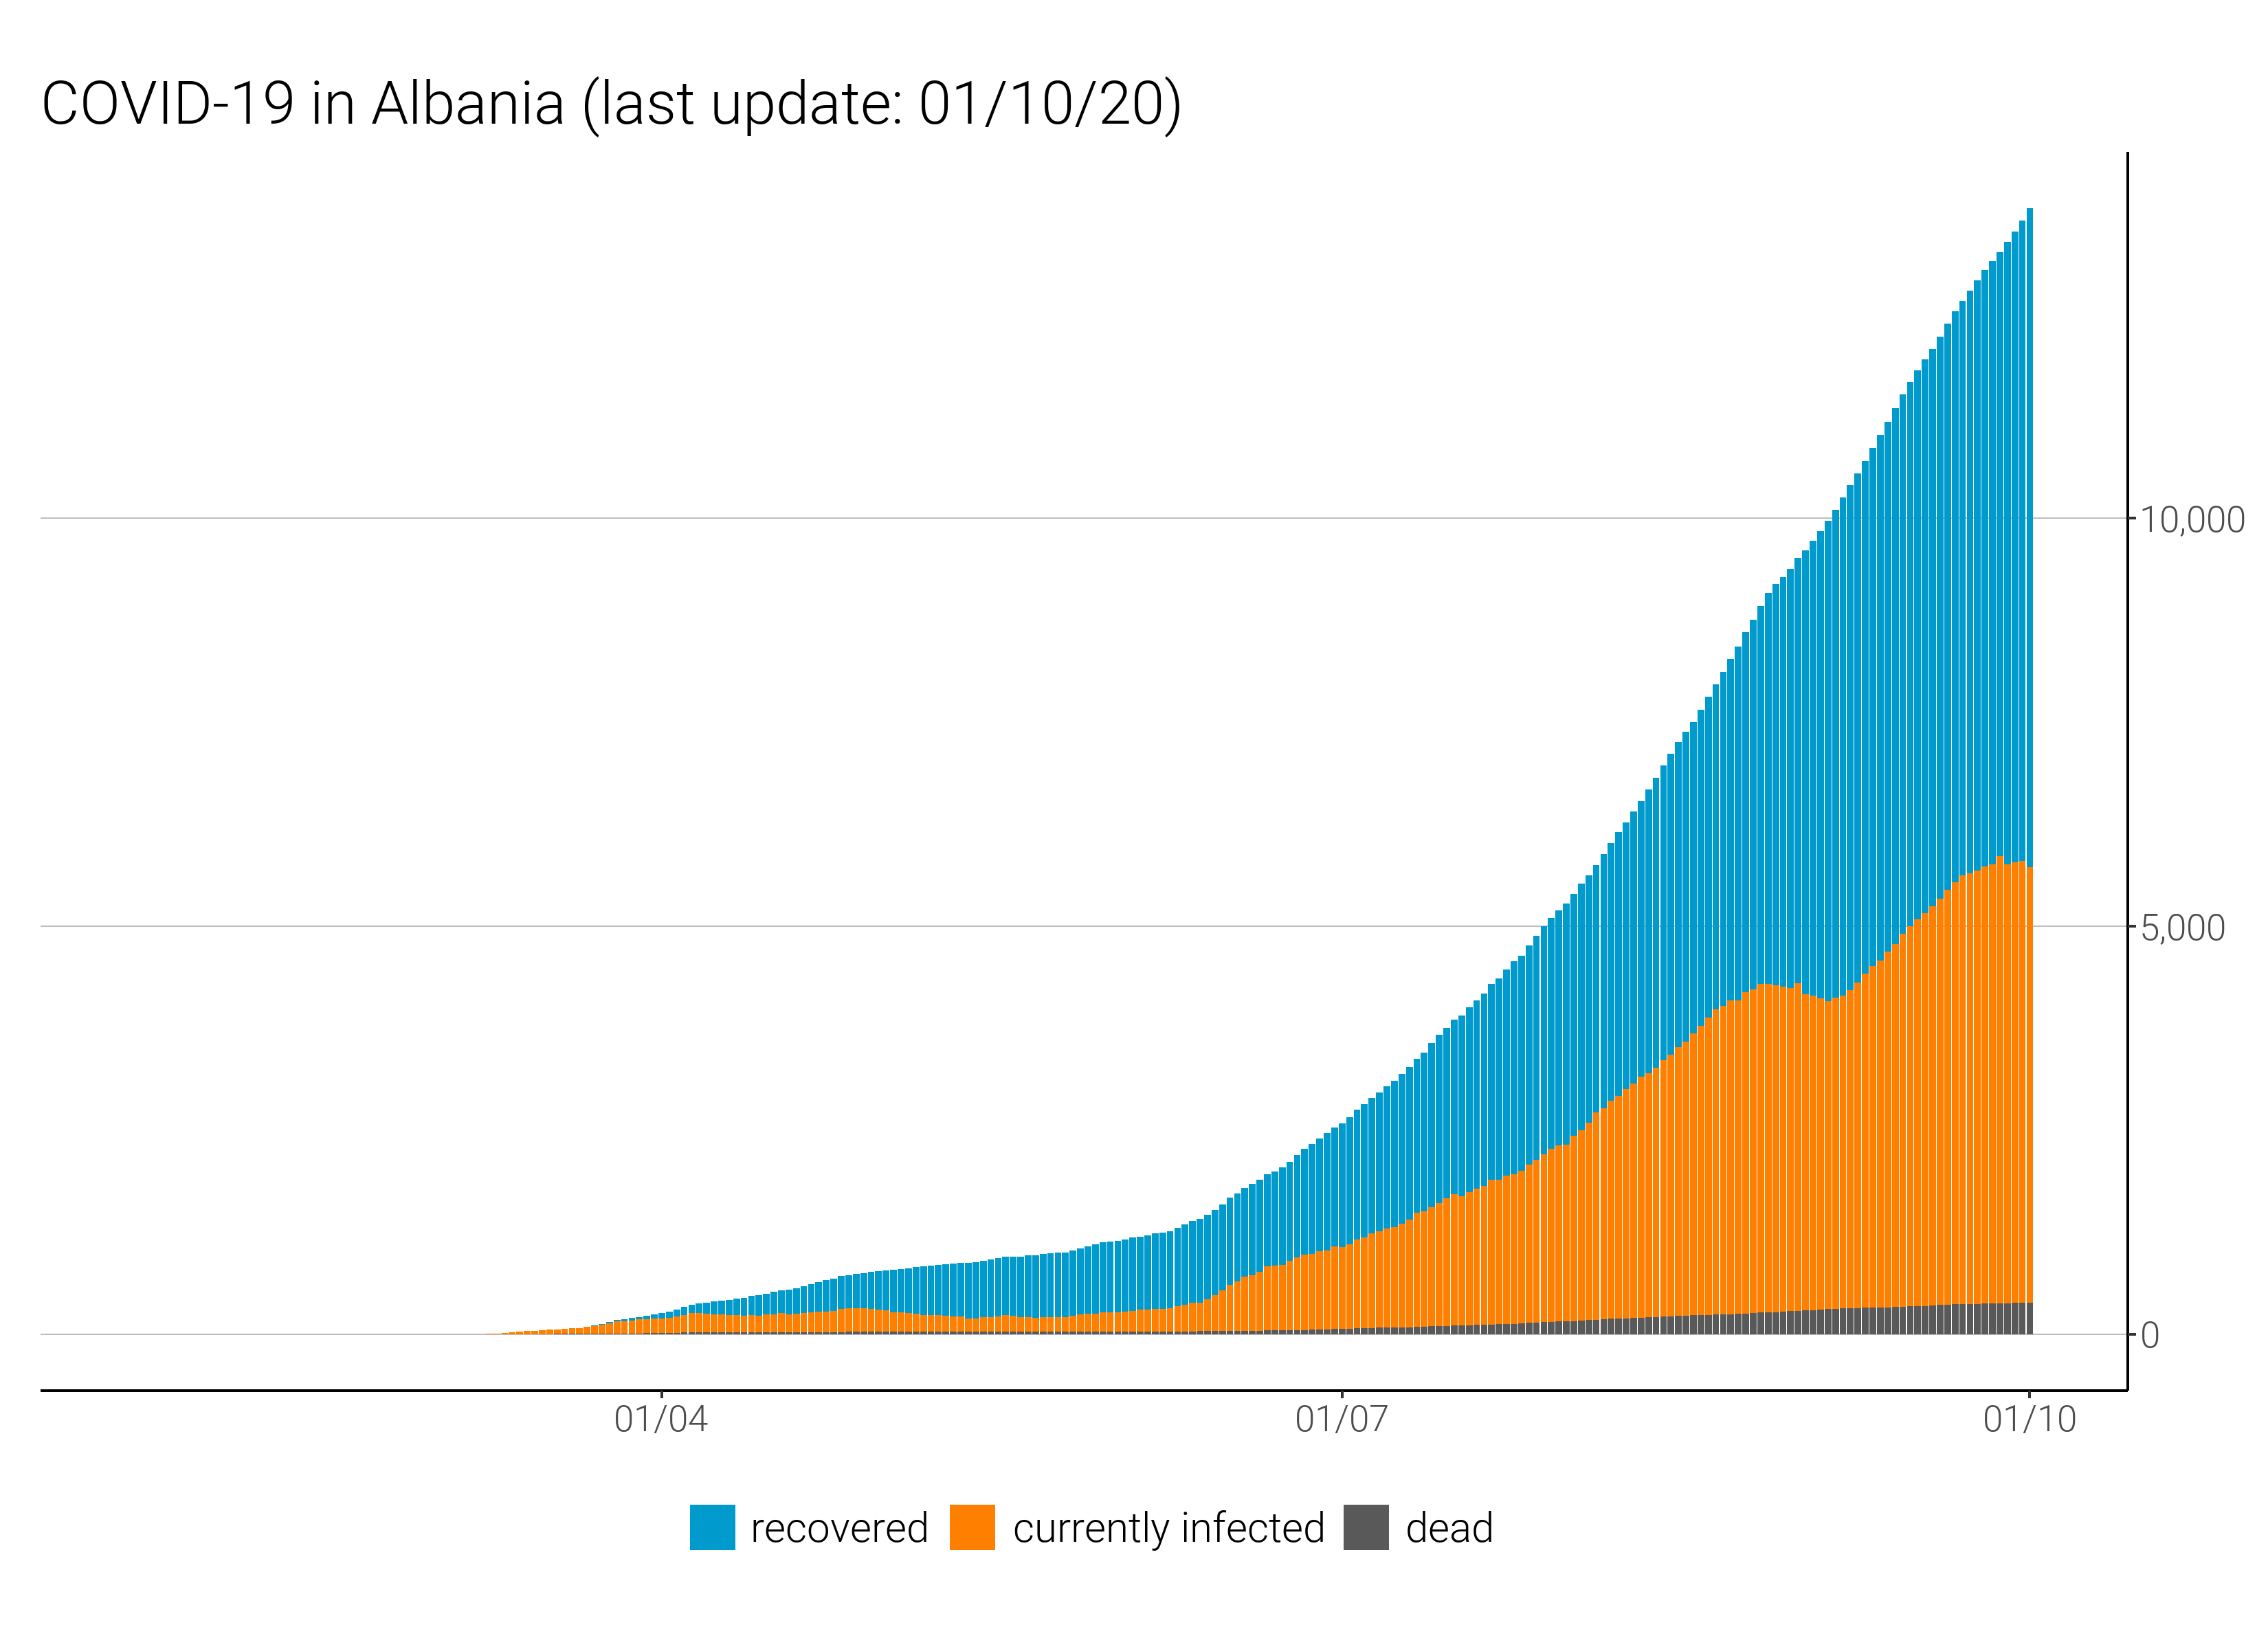 COVID-19 in Albania (last update: 01/10/20)
10,000
5,000
0
01/04 01/07 01/10
recovered currently infected dead